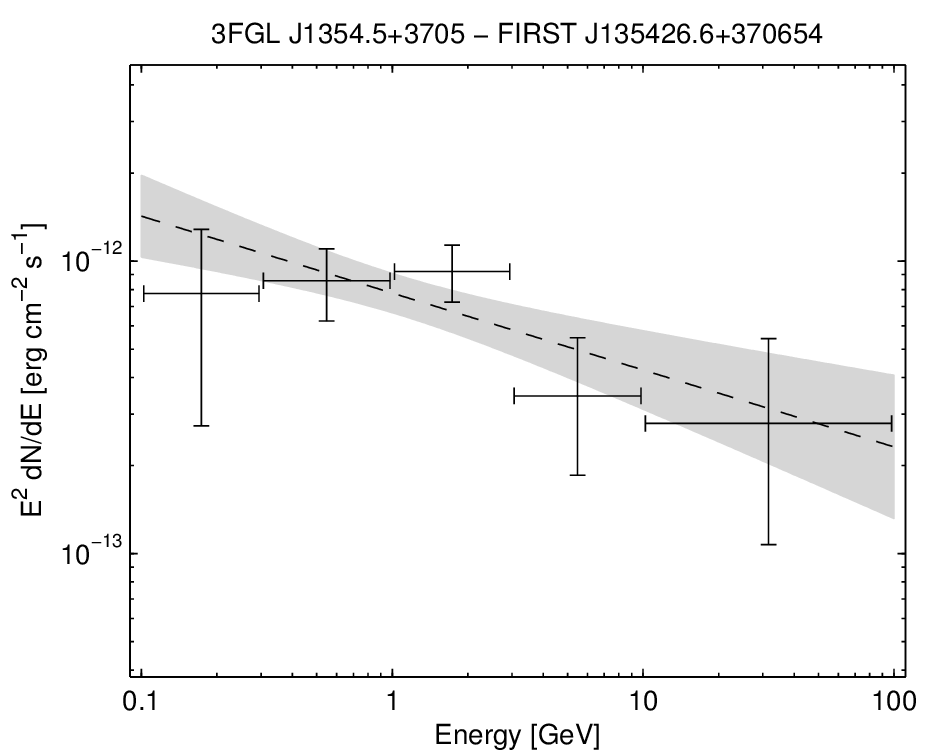 3FGL J1354.5+3705 − FIRST J135426.6+370654
E² dN/dE [erg cm⁻² s⁻¹]
10⁻¹²
10⁻¹³
0.1 1 10 100
Energy [GeV]